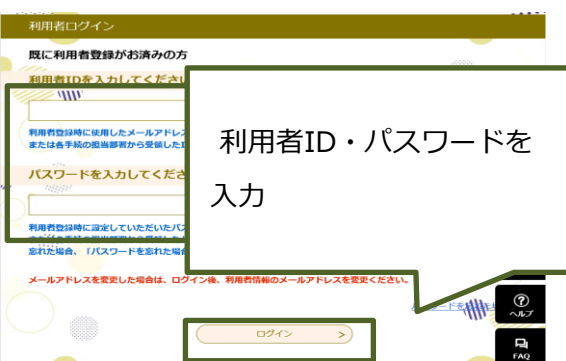 利用者ログイン
既に利用者登録がお済みの方
利用者IDを入力してください
利用者登録時に使用したメールアドレス
または各手続の担当部署から受領した
利用者ID・パスワードを
入力
パスワードを入力してくださ
利用者登録時に設定していただいたパス
忘れた場合、「パスワードを忘れた場合
メールアドレスを変更した場合は、ログイン後、利用者情報のメールアドレスを変更ください。
ログイン >
ヘルプ
FAQ